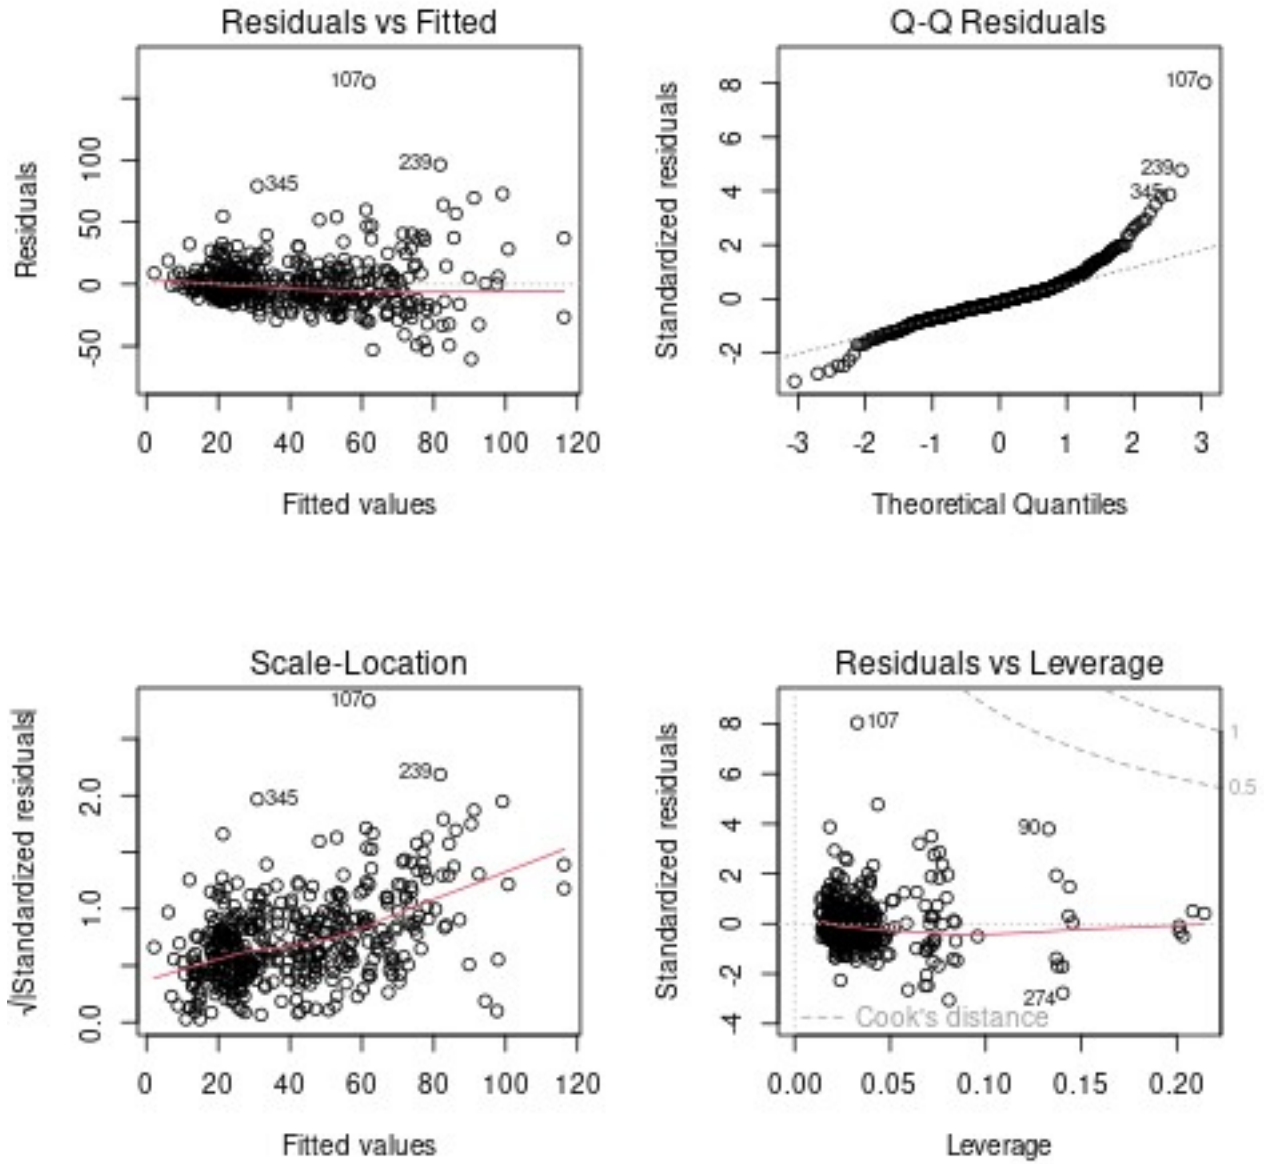 Residuals vs Fitted
Residuals
-50 0 50 100
107
239
345
0 20 40 60 80 100 120
Fitted values
Q-Q Residuals
Standardized residuals
-2 0 2 4 6 8
107
239
345
-3 -2 -1 0 1 2 3
Theoretical Quantiles
Scale-Location
√|Standardized residuals|
0.0 1.0 2.0
107
239
345
0 20 40 60 80 100 120
Fitted values
Residuals vs Leverage
Standardized residuals
-4 -2 0 2 4 6 8
107
1
0.5
90
274
Cook's distance
0.00 0.05 0.10 0.15 0.20
Leverage